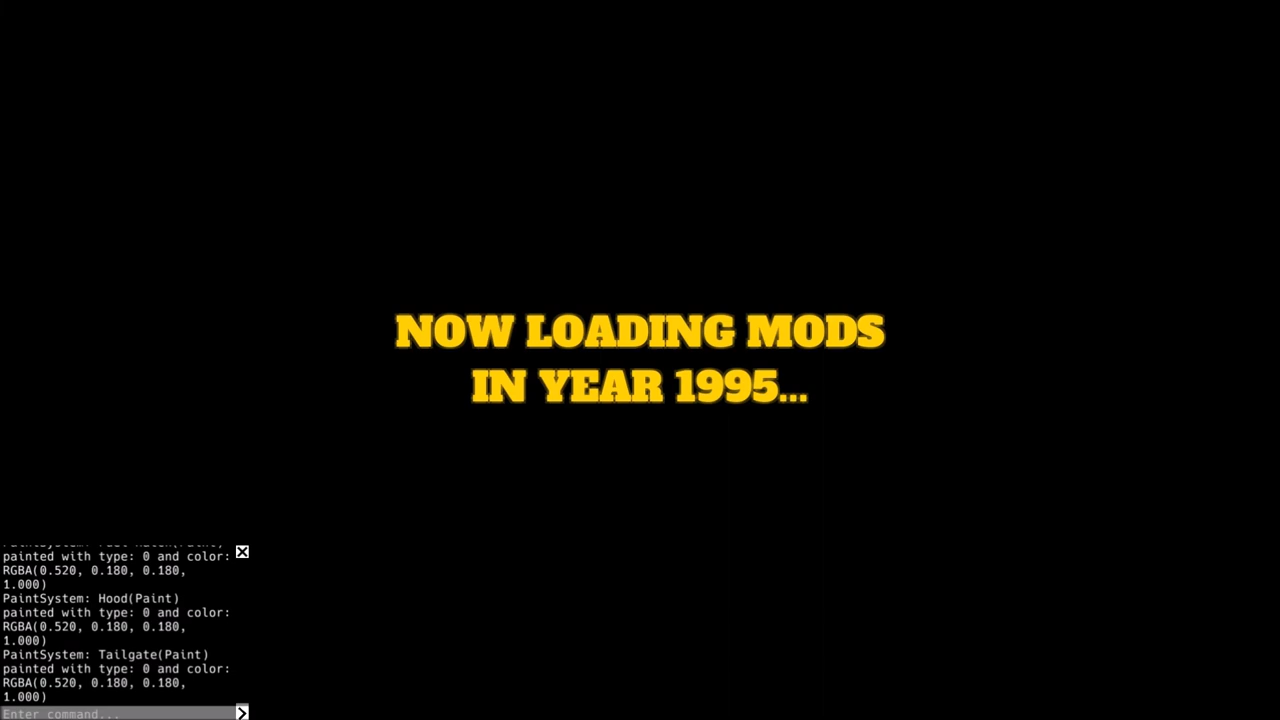 NOW LOADING MODS
IN YEAR 1995...
painted with type: 0 and color:
RGBA(0.520, 0.180, 0.180,
1.000)
PaintSystem: Hood(Paint)
painted with type: 0 and color:
RGBA(0.520, 0.180, 0.180,
1.000)
PaintSystem: Tailgate(Paint)
painted with type: 0 and color:
RGBA(0.520, 0.180, 0.180,
1.000)
Enter command...